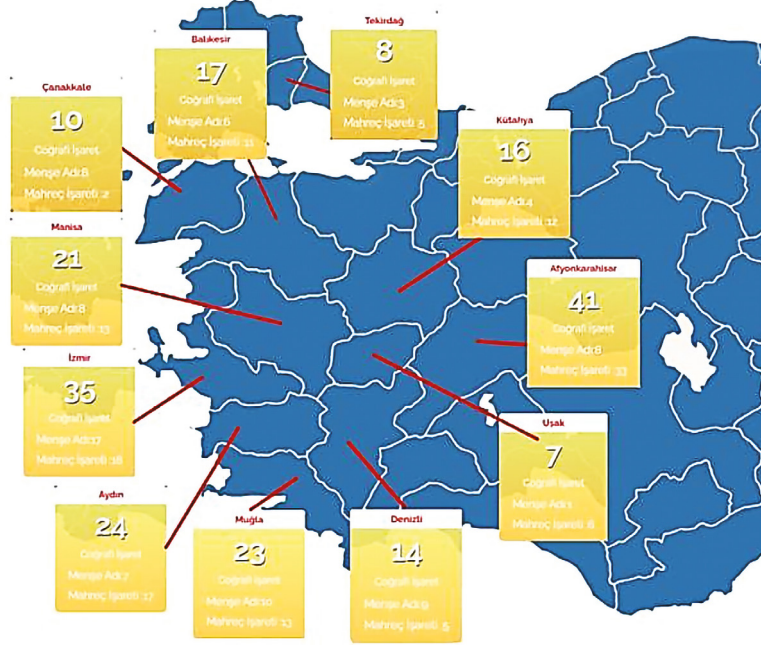 Tekirdağ
8
Coğrafi İşaret
Menşe Adı:3
Mahreç İşareti :5
Balıkesir
17
Coğrafi İşaret
Menşe Adı:6
Mahreç İşareti :11
Çanakkale
10
Coğrafi İşaret
Menşe Adı:8
Mahreç İşareti :2
Kütahya
16
Coğrafi İşaret
Menşe Adı:4
Mahreç İşareti :12
Manisa
21
Coğrafi İşaret
Menşe Adı:8
Mahreç İşareti :13
Afyonkarahisar
41
Coğrafi İşaret
Menşe Adı:8
Mahreç İşareti :33
İzmir
35
Coğrafi İşaret
Menşe Adı:17
Mahreç İşareti :18
Uşak
7
Coğrafi İşaret
Menşe Adı:1
Mahreç İşareti :6
Aydın
24
Coğrafi İşaret
Menşe Adı:7
Mahreç İşareti :17
Muğla
23
Coğrafi İşaret
Menşe Adı:10
Mahreç İşareti :13
Denizli
14
Coğrafi İşaret
Menşe Adı:9
Mahreç İşareti :5